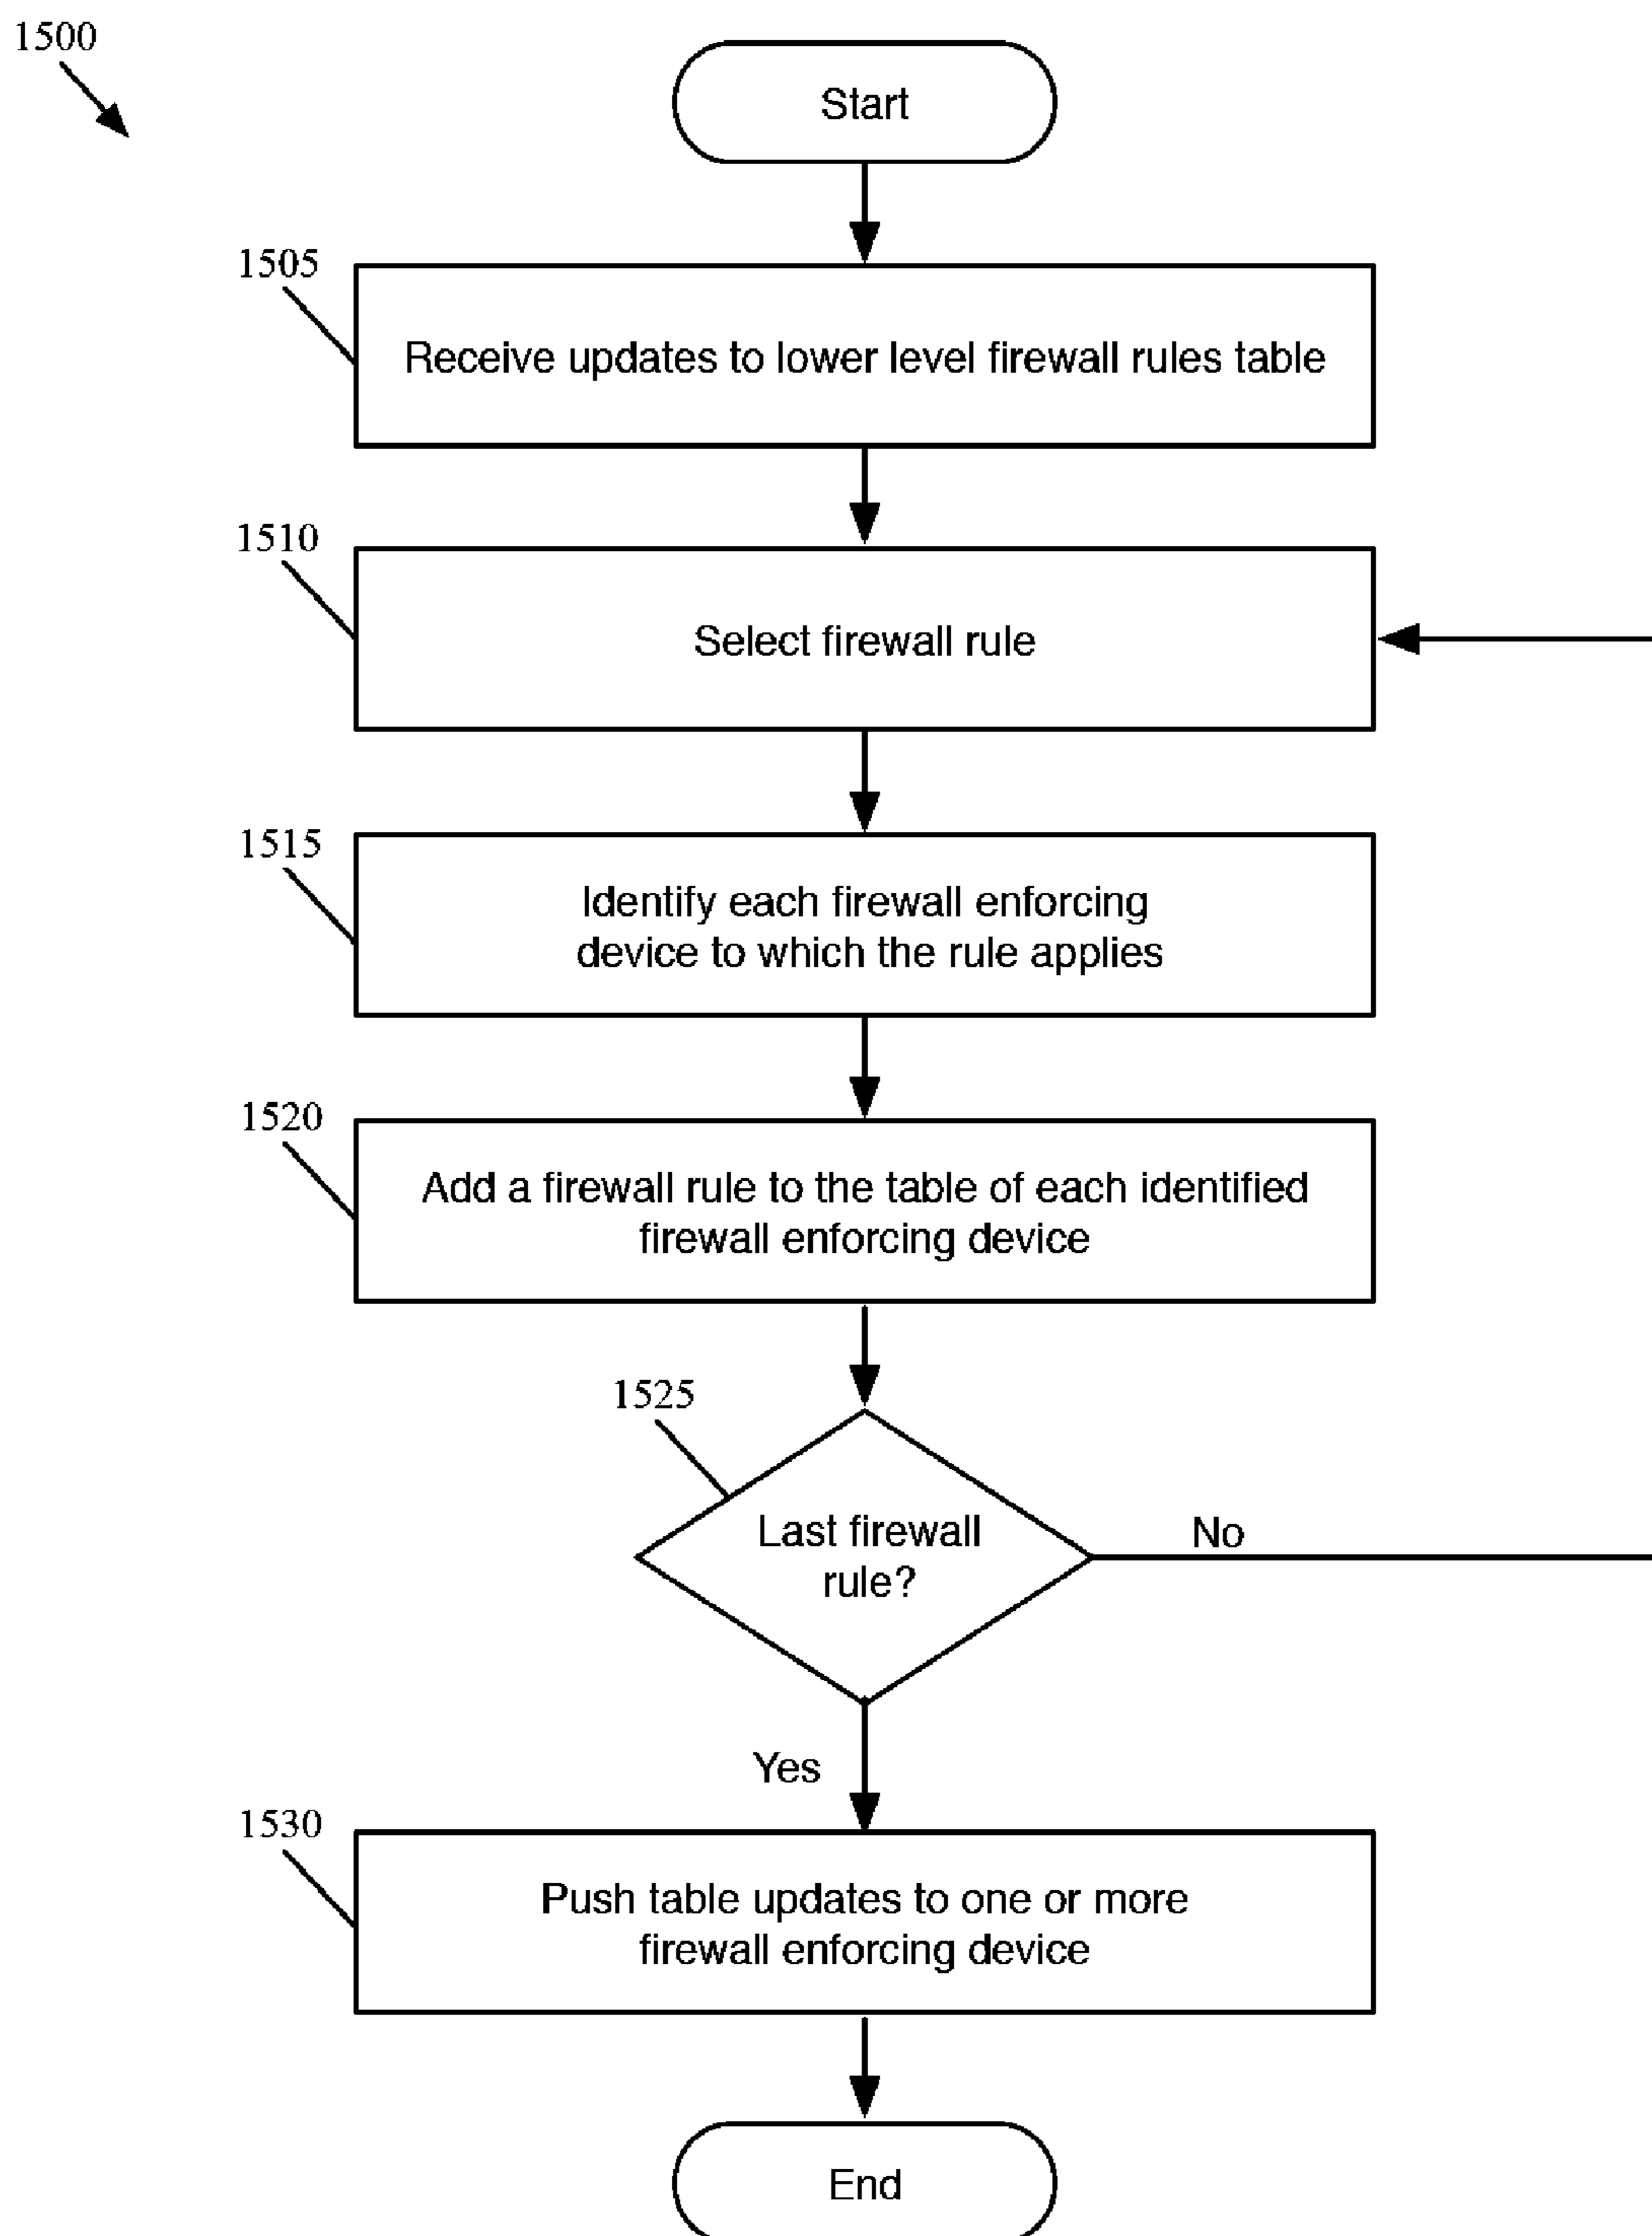 1500
Start
1505
Receive updates to lower level firewall rules table
1510
Select firewall rule
1515
Identify each firewall enforcing
device to which the rule applies
1520
Add a firewall rule to the table of each identified
firewall enforcing device
1525
Last firewall
rule?
No
Yes
1530
Push table updates to one or more
firewall enforcing device
End